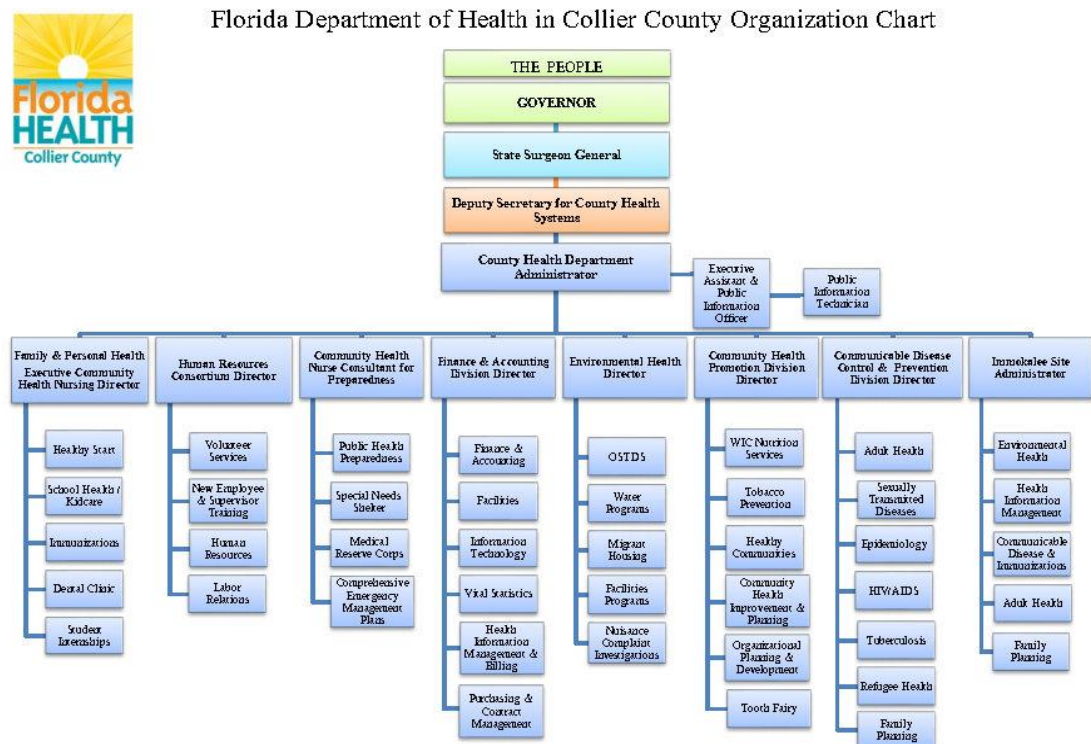 Florida Department of Health in Collier County Organization Chart
Florida
HEALTH
Collier County
THE PEOPLE
GOVERNOR
State Surgeon General
Deputy Secretary for County Health
Systems
County Health Department
Administrator
Executive
Assistant &
Public
Information
Officer
Public
Information
Technician
Family & Personal Health
Executive Community
Health Nursing Director
Healthy Start
School Health /
Kidcare
Immunizations
Dental Clinic
Student
Internships
Human Resources
Consortium Director
Volunteer
Services
New Employee
& Supervisor
Training
Human
Resources
Labor
Relations
Community Health
Nurse Consultant for
Preparedness
Public Health
Preparedness
Special Needs
Shelter
Medical
Reserve Corps
Comprehensive
Emergency
Management
Plans
Finance & Accounting
Division Director
Finance &
Accounting
Facilities
Information
Technology
Vital Statistics
Health
Information
Management &
Billing
Purchasing &
Contract
Management
Environmental Health
Director
OSTDS
Water
Programs
Migrant
Housing
Facilities
Programs
Nuisance
Complaint
Investigations
Community Health
Promotion Division
Director
WIC Nutrition
Services
Tobacco
Prevention
Healthy
Communities
Community
Health
Improvement &
Planning
Organizational
Planning &
Development
Tooth Fairy
Communicable Disease
Control & Prevention
Division Director
Adult Health
Sexually
Transmitted
Diseases
Epidemiology
HIV/AIDS
Tuberculosis
Refugee Health
Family
Planning
Immokalee Site
Administrator
Environmental
Health
Health
Information
Management
Communicable
Disease &
Immunizations
Adult Health
Family
Planning